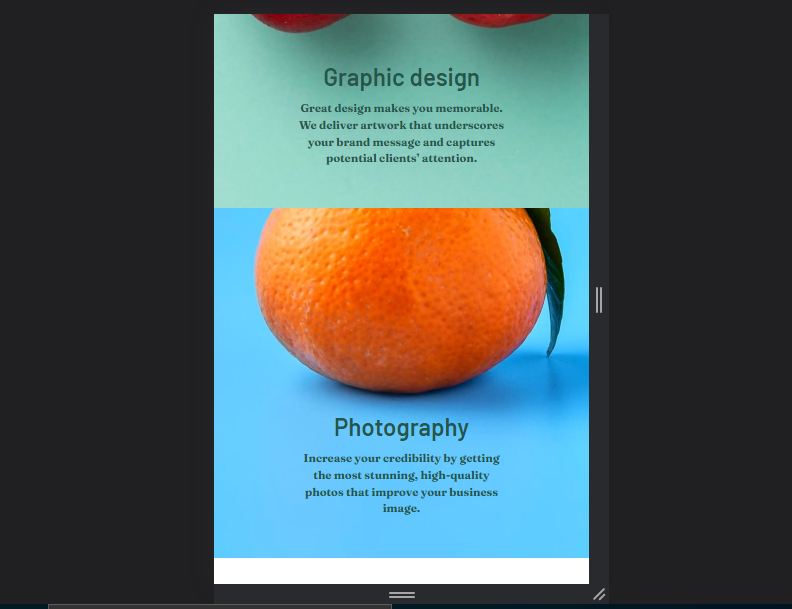 Graphic design
Great design makes you memorable.
We deliver artwork that underscores
your brand message and captures
potential clients’ attention.
Photography
Increase your credibility by getting
the most stunning, high-quality
photos that improve your business
image.